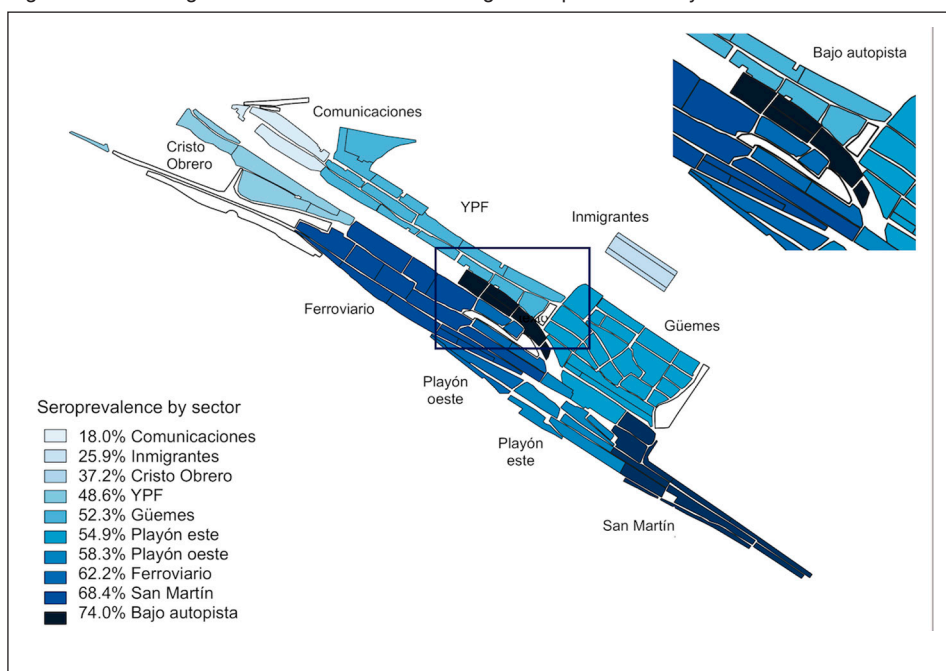 Bajo autopista
Comunicaciones
Cristo
Obrero
YPF
Inmigrantes
Ferroviario
Güemes
Playón
oeste
Playón
este
San Martín
Seroprevalence by sector
18.0% Comunicaciones
25.9% Inmigrantes
37.2% Cristo Obrero
48.6% YPF
52.3% Güemes
54.9% Playón este
58.3% Playón oeste
62.2% Ferroviario
68.4% San Martín
74.0% Bajo autopista